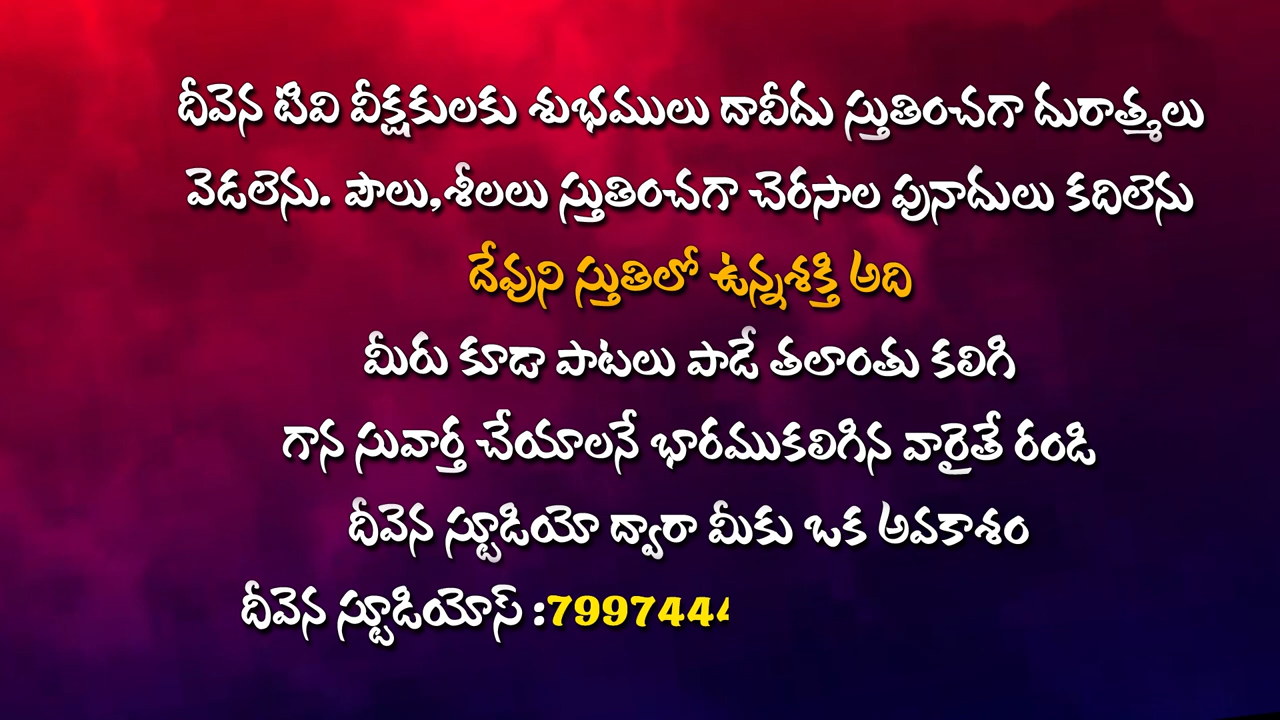 దీవెన టివి వీక్షకులకు శుభములు దావీదు స్తుతించగా దురాత్మలు
వెడలెను. పౌలు,శీలలు స్తుతించగా చెరసాల పునాదులు కదిలెను
దేవుని స్తుతిలో ఉన్నశక్తి అది
మీరు కూడా పాటలు పాడే తలాంతు కలిగి
గాన సువార్త చేయాలనే భారముకలిగిన వారైతే రండి
దీవెన స్టూడియో ద్వారా మీకు ఒక అవకాశం
దీవెన స్టూడియోస్ :7997444